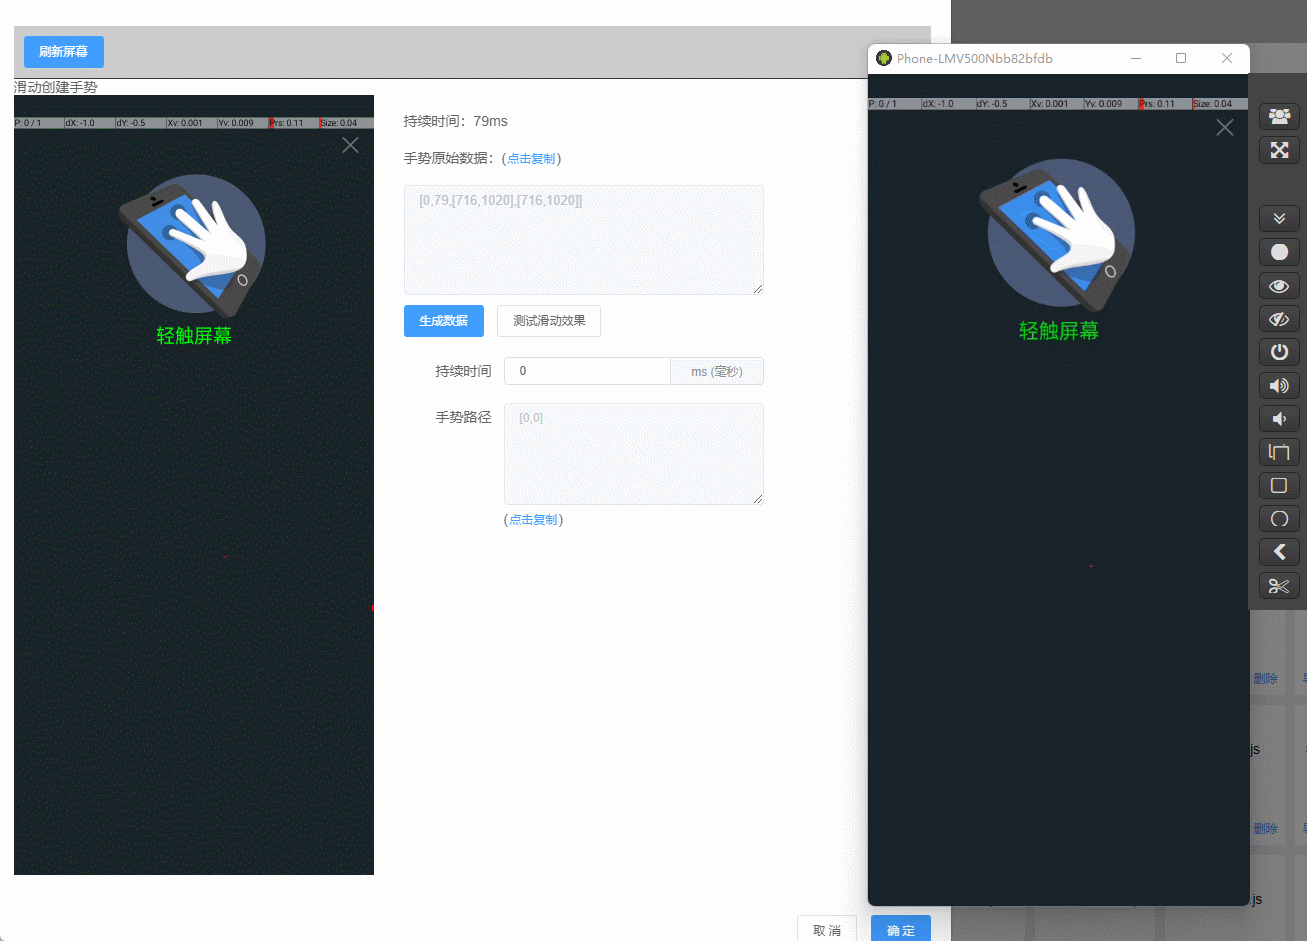 刷新屏幕
滑动创建手势
P: 0 / 1 dX: -1.0 dY: -0.5 Xv: 0.001 Yv: 0.009 Prs: 0.11 Size: 0.04
轻触屏幕
持续时间：79ms
手势原始数据：(点击复制)
[0,79,[716,1020],[716,1020]]
生成数据 测试滑动效果
持续时间 0 ms (毫秒)
手势路径 [0,0]
(点击复制)
取 消 确 定
Phone-LMV500Nbb82bfdb
P: 0 / 1 dX: -1.0 dY: -0.5 Xv: 0.001 Yv: 0.009 Prs: 0.11 Size: 0.04
轻触屏幕
删除
js
删除
.js